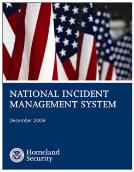 NATIONAL INCIDENT
MANAGEMENT SYSTEM
December 2008
Homeland
Security